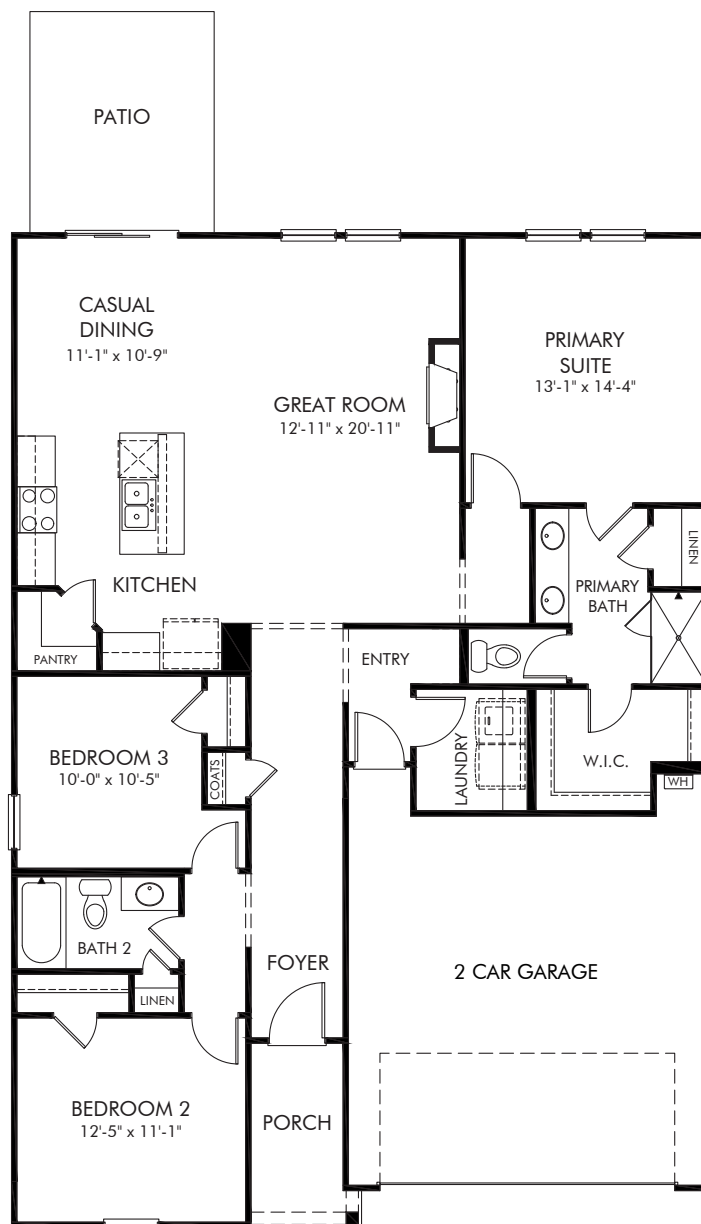 PATIO
CASUAL
DINING
11'-1" x 10'-9"
PRIMARY
SUITE
13'-1" x 14'-4"
GREAT ROOM
12'-11" x 20'-11"
KITCHEN
LINEN
PRIMARY
BATH
PANTRY
ENTRY
BEDROOM 3
10'-0" x 10'-5"
COATS
LAUNDRY
W.I.C.
WH
BATH 2
FOYER
2 CAR GARAGE
LINEN
BEDROOM 2
12'-5" x 11'-1"
PORCH